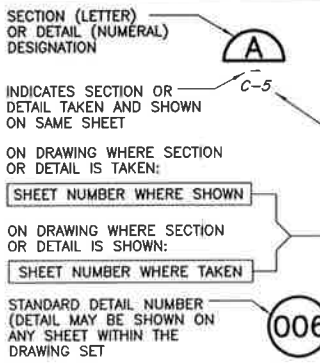 SECTION (LETTER)
OR DETAIL (NUMERAL)
DESIGNATION
A
–
C-5
INDICATES SECTION OR
DETAIL TAKEN AND SHOWN
ON SAME SHEET
ON DRAWING WHERE SECTION
OR DETAIL IS TAKEN:
SHEET NUMBER WHERE SHOWN
ON DRAWING WHERE SECTION
OR DETAIL IS SHOWN:
SHEET NUMBER WHERE TAKEN
STANDARD DETAIL NUMBER
(DETAIL MAY BE SHOWN ON
ANY SHEET WITHIN THE
DRAWING SET
006